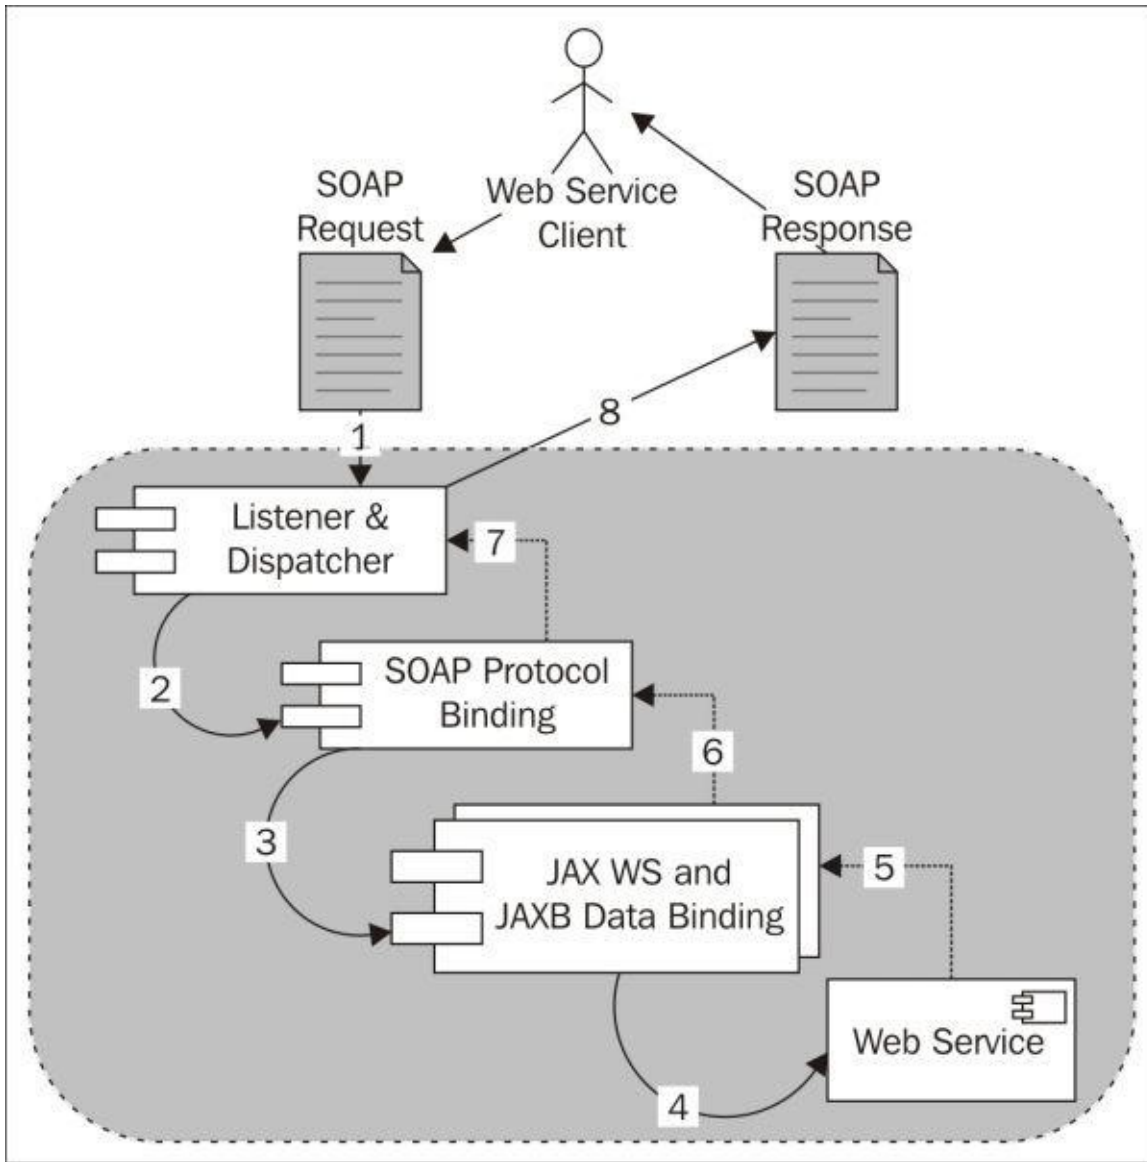 SOAP
Request
Web Service
Client
SOAP
Response
1
8
Listener &
Dispatcher
7
2
SOAP Protocol
Binding
6
3
JAX WS and
JAXB Data Binding
5
Web Service
4